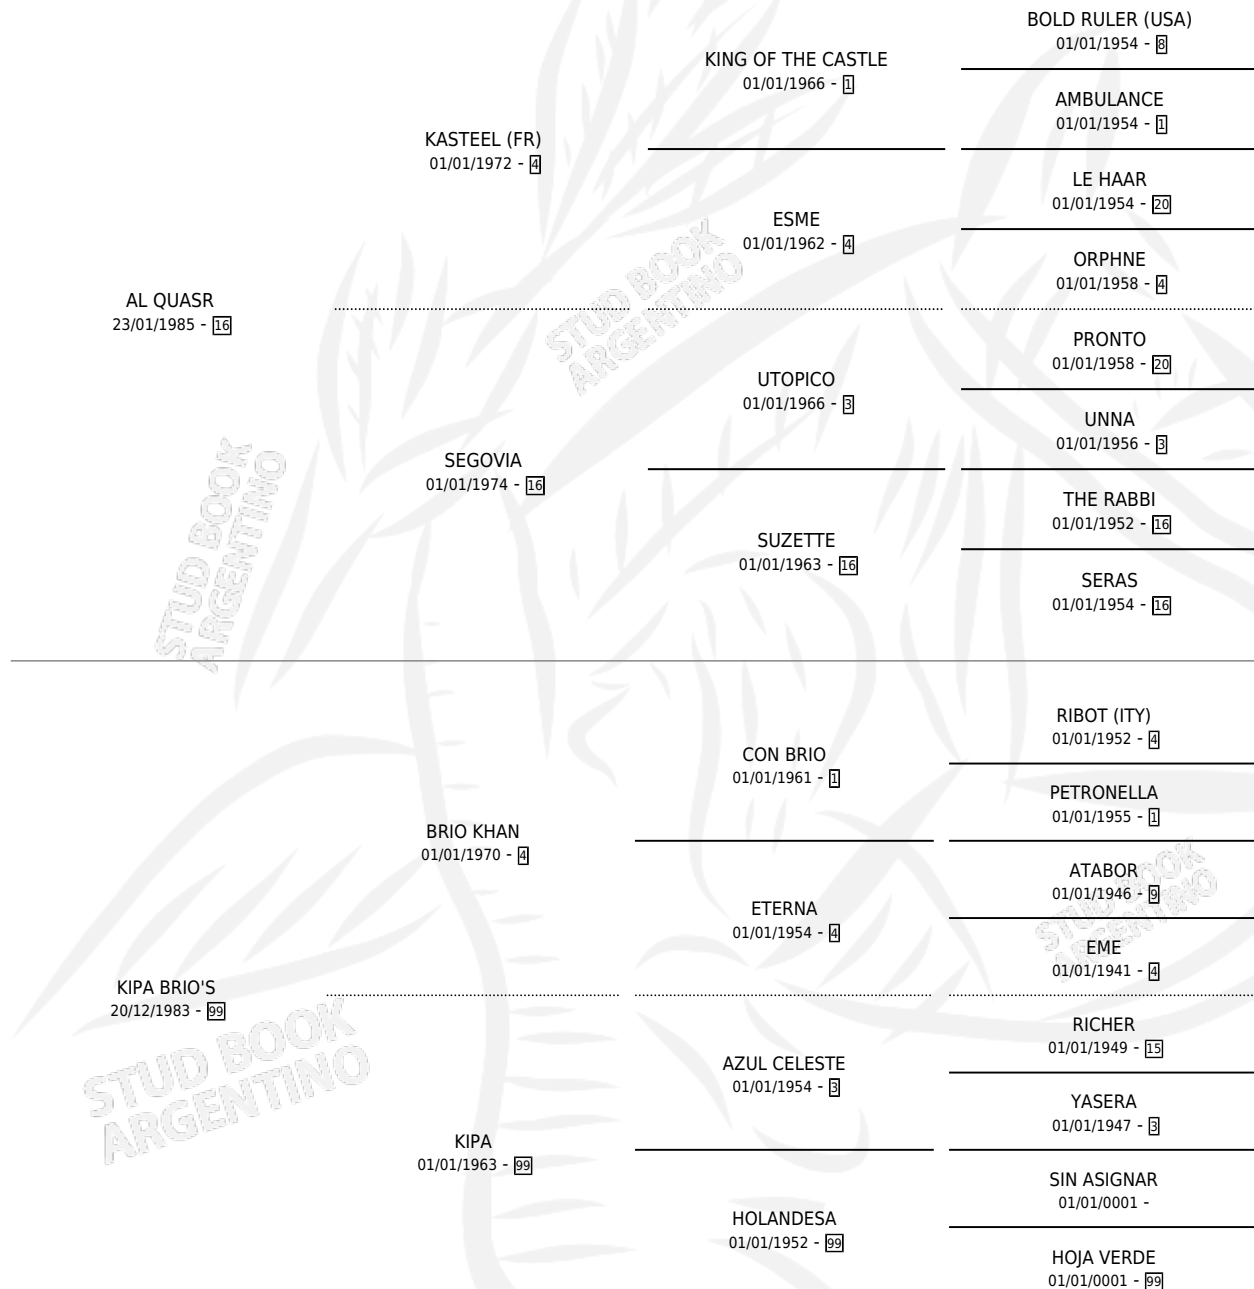 BOLD RULER (USA)
01/01/1954 - 8
KING OF THE CASTLE
01/01/1966 - 1
AMBULANCE
01/01/1954 - 1
KASTEEL (FR)
01/01/1972 - 4
LE HAAR
01/01/1954 - 20
ESME
01/01/1962 - 4
ORPHNE
01/01/1958 - 4
AL QUASR
23/01/1985 - 16
PRONTO
01/01/1958 - 20
UTOPICO
01/01/1966 - 3
UNNA
01/01/1956 - 3
SEGOVIA
01/01/1974 - 16
THE RABBI
01/01/1952 - 16
SUZETTE
01/01/1963 - 16
SERAS
01/01/1954 - 16
RIBOT (ITY)
01/01/1952 - 4
CON BRIO
01/01/1961 - 1
PETRONELLA
01/01/1955 - 1
BRIO KHAN
01/01/1970 - 4
ATABOR
01/01/1946 - 9
ETERNA
01/01/1954 - 4
EME
01/01/1941 - 4
KIPA BRIO'S
20/12/1983 - 99
RICHER
01/01/1949 - 15
AZUL CELESTE
01/01/1954 - 3
YASERA
01/01/1947 - 3
KIPA
01/01/1963 - 99
SIN ASIGNAR
01/01/0001 -
HOLANDESA
01/01/1952 - 99
HOJA VERDE
01/01/0001 - 99
STUD BOOK
ARGENTINO
STUD BOOK
ARGENTINO
STUD BOOK
ARGENTINO
STUD BOOK
ARGENTINO